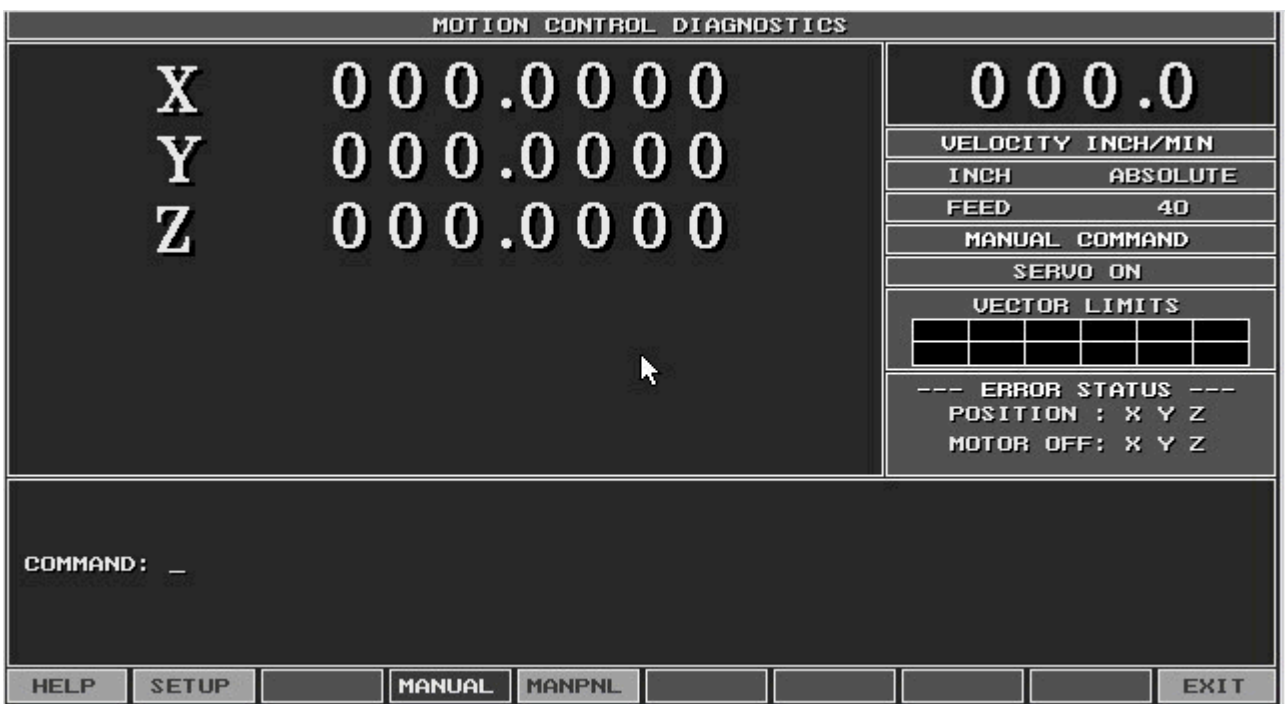 MOTION CONTROL DIAGNOSTICS
X 000.0000
Y 000.0000
Z 000.0000
000.0
VELOCITY INCH/MIN
INCH ABSOLUTE
FEED 40
MANUAL COMMAND
SERVO ON
VECTOR LIMITS
--- ERROR STATUS ---
POSITION : X Y Z
MOTOR OFF: X Y Z
COMMAND: _
HELP SETUP MANUAL MANPNL EXIT